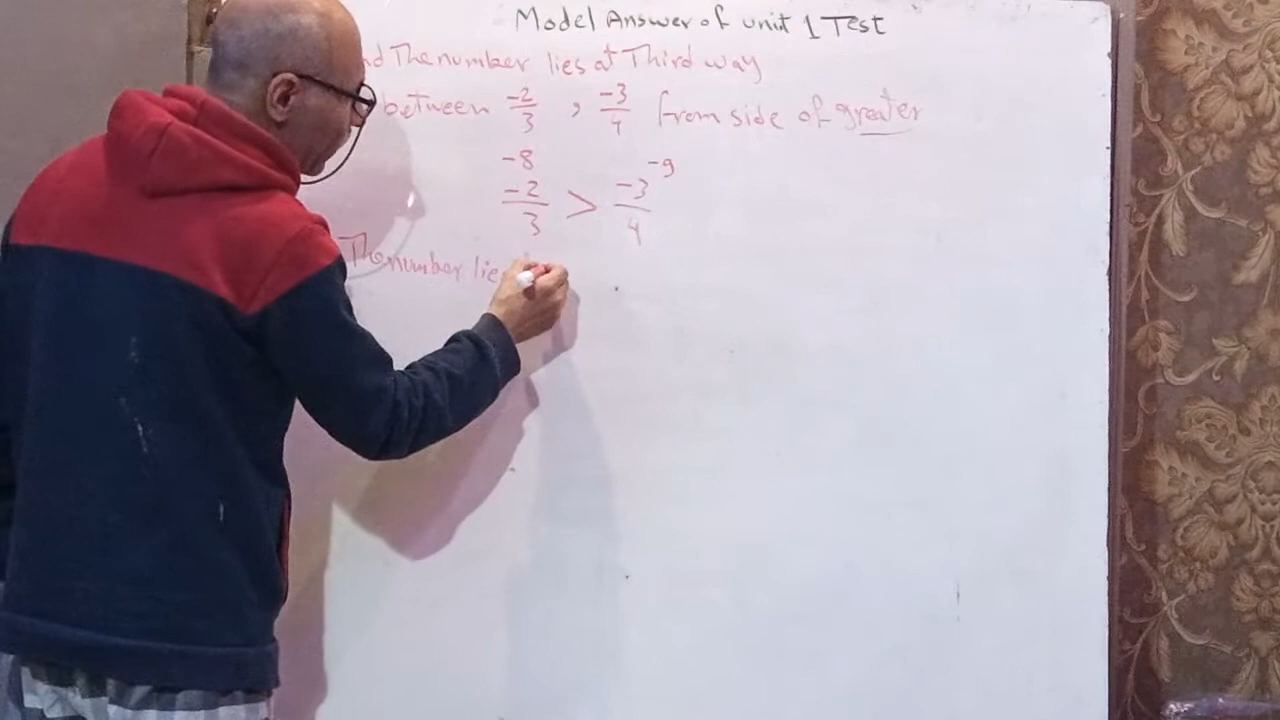 Model Answer of unit 1 Test
The number lies at Third way
between -2/3 , -3/4 from side of greater
-8 -9
-2/3 > -3/4
The number lies